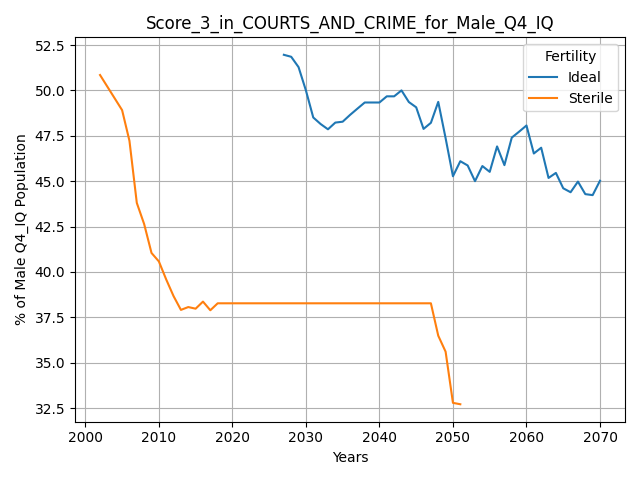 Score_3_in_COURTS_AND_CRIME_for_Male_Q4_IQ
Fertility
Ideal
Sterile
% of Male Q4_IQ Population
52.5
50.0
47.5
45.0
42.5
40.0
37.5
35.0
32.5
2000 2010 2020 2030 2040 2050 2060 2070
Years